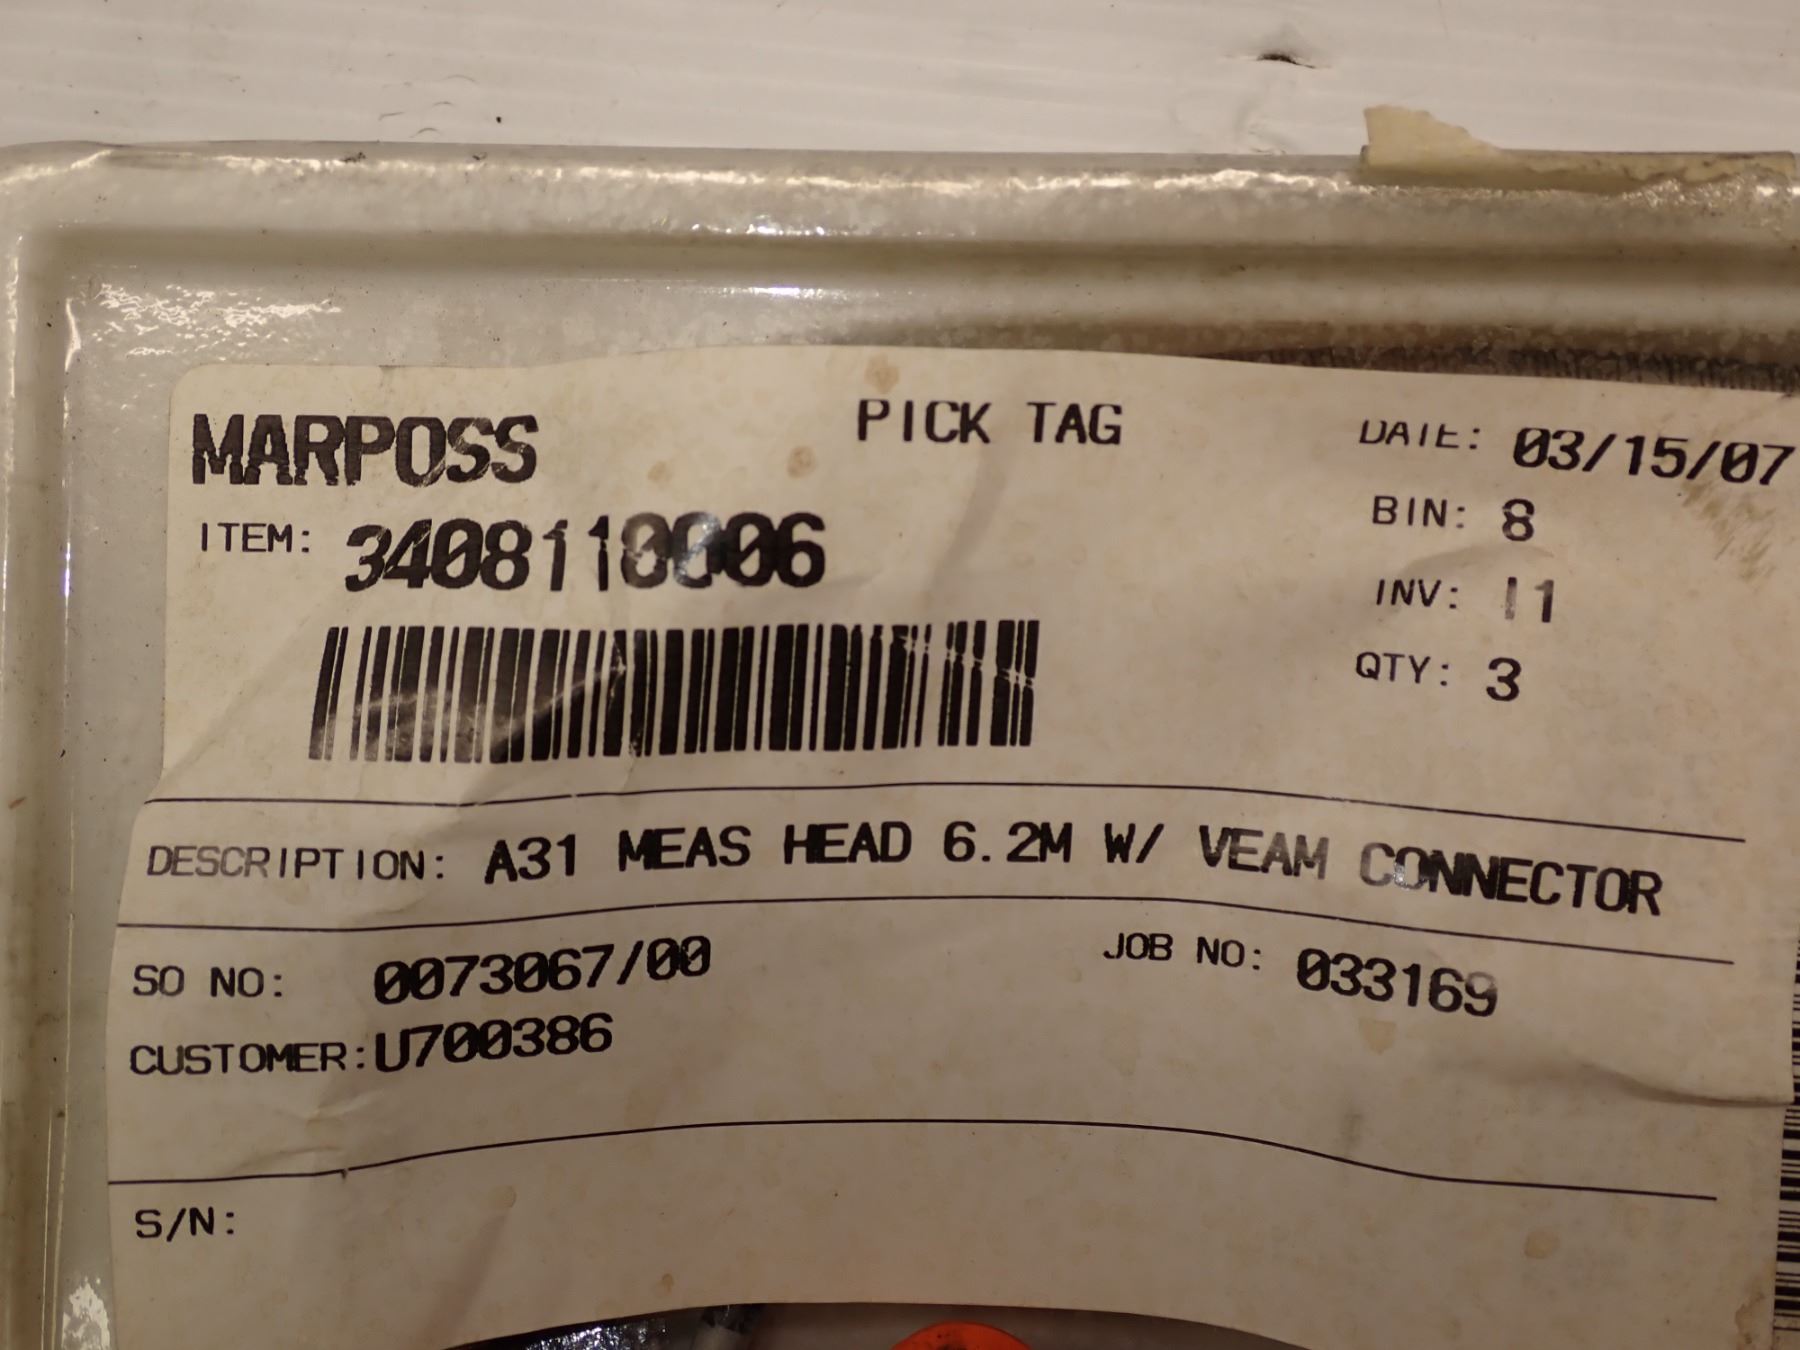 MARPOSS
PICK TAG
DATE: 03/15/07
ITEM: 3408110006
BIN: 8
INV: I1
QTY: 3
DESCRIPTION: A31 MEAS HEAD 6.2M W/ VEAM CONNECTOR
SO NO: 0073067/00
JOB NO: 033169
CUSTOMER:U700386
S/N: